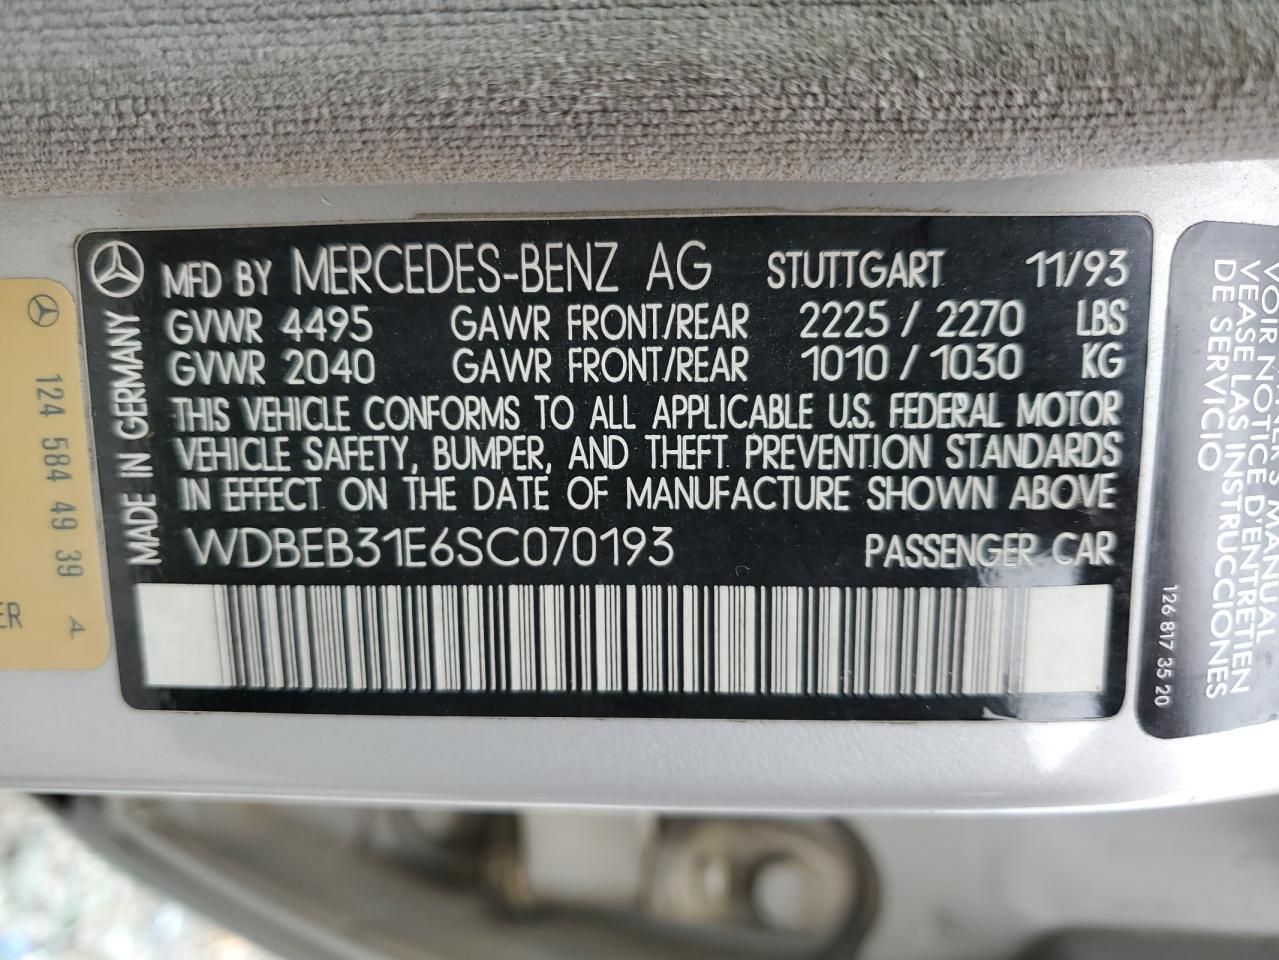 MFD BY MERCEDES-BENZ AG STUTTGART 11/93
GVWR 4495 GAWR FRONT/REAR 2225 / 2270 LBS
GVWR 2040 GAWR FRONT/REAR 1010 / 1030 KG
THIS VEHICLE CONFORMS TO ALL APPLICABLE U.S. FEDERAL MOTOR
VEHICLE SAFETY, BUMPER, AND THEFT PREVENTION STANDARDS
IN EFFECT ON THE DATE OF MANUFACTURE SHOWN ABOVE
WDBEB31E6SC070193 PASSENGER CAR
MADE IN GERMANY
124 584 49 39 A
ER
MANUAL
VOIR NOTICE D'ENTRETIEN
VEASE LAS INSTRUCCIONES
DE SERVICIO
126 817 35 20